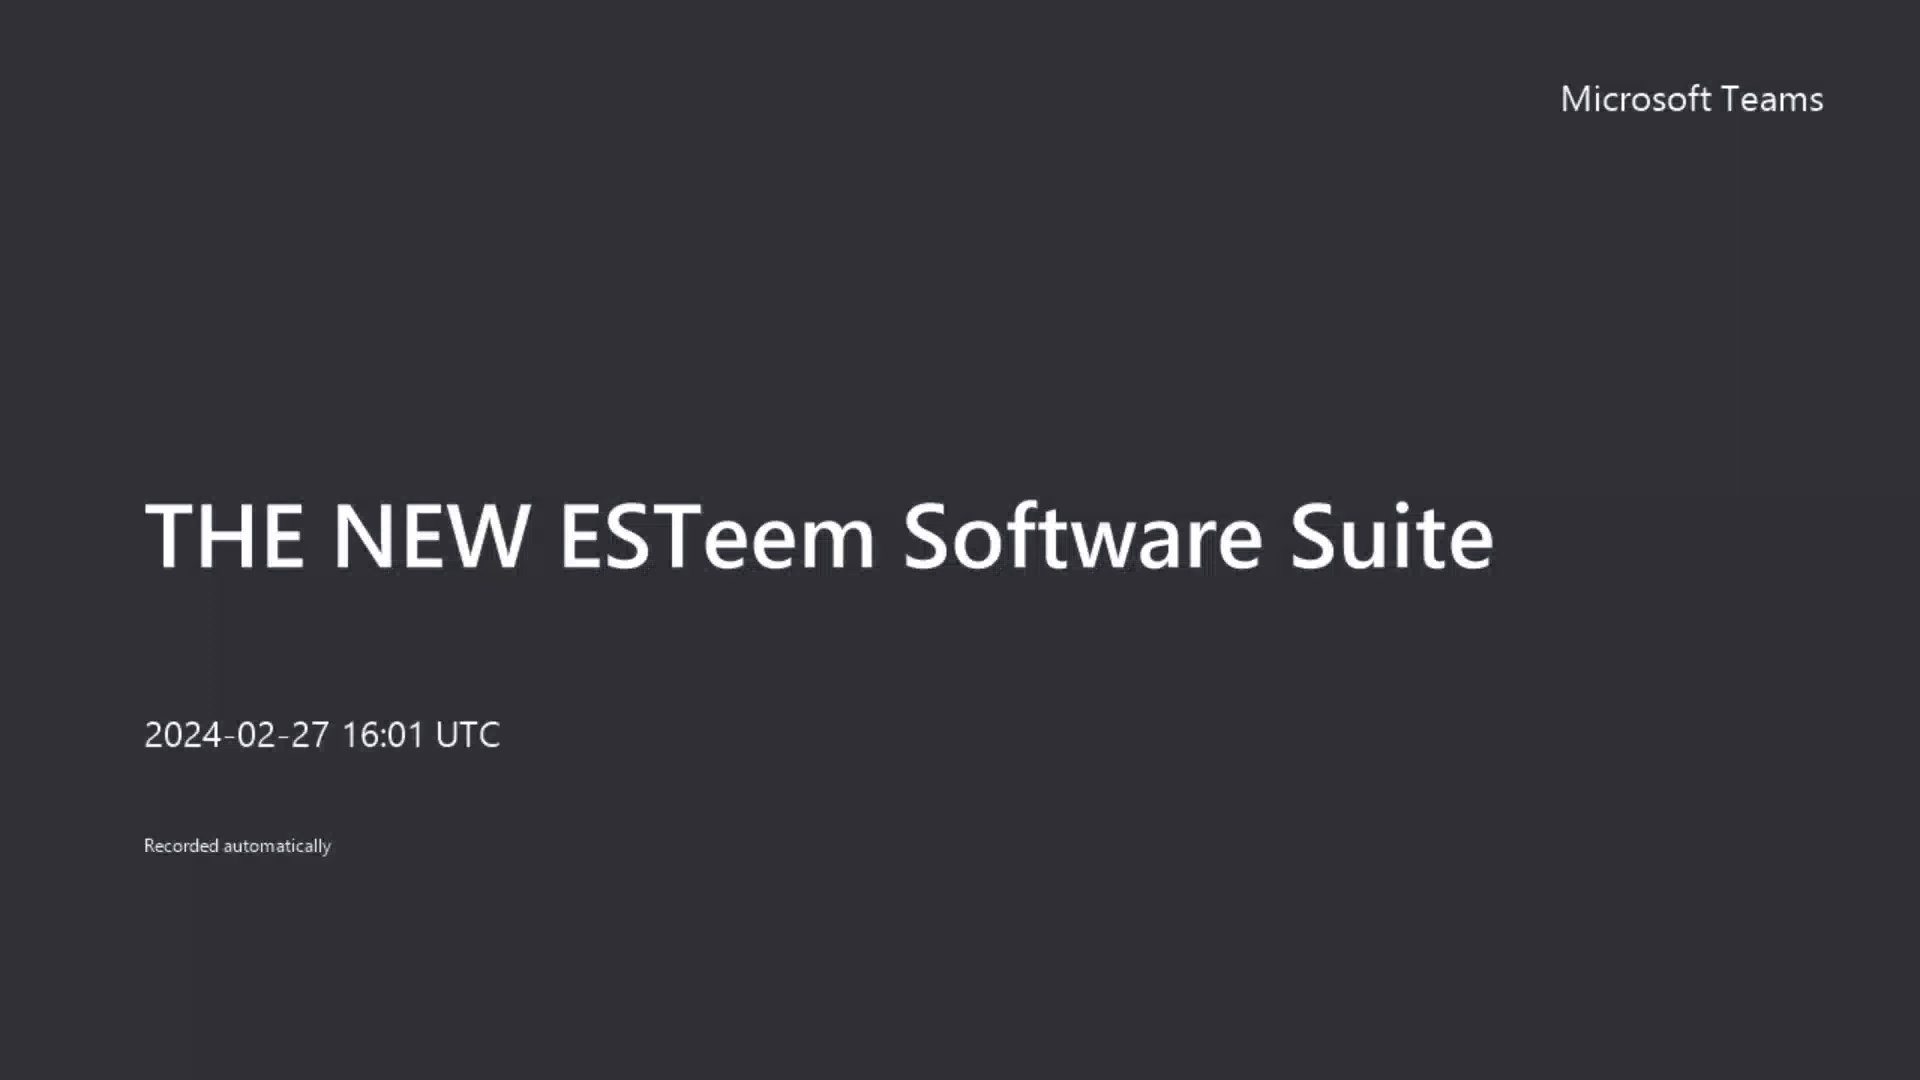 Microsoft Teams
THE NEW ESTeem Software Suite
2024-02-27 16:01 UTC
Recorded automatically